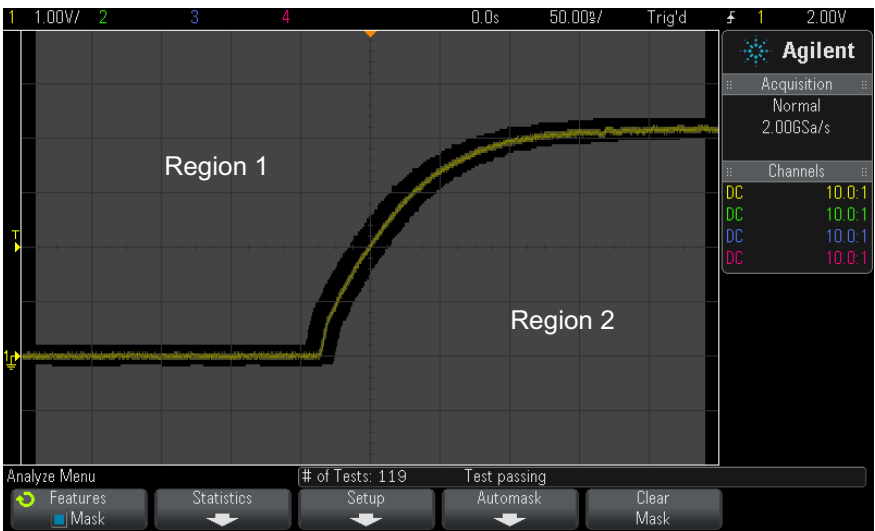 1 1.00V/ 2 3 4 0.0s 50.00ns/ Trig'd 1 2.00V
Agilent
Acquisition
Normal
2.00GSa/s
Channels
DC 10.0:1
DC 10.0:1
DC 10.0:1
DC 10.0:1
Region 1
T
Region 2
1
Analyze Menu
# of Tests: 119 Test passing
Features
Mask
Statistics
Setup
Automask
Clear
Mask